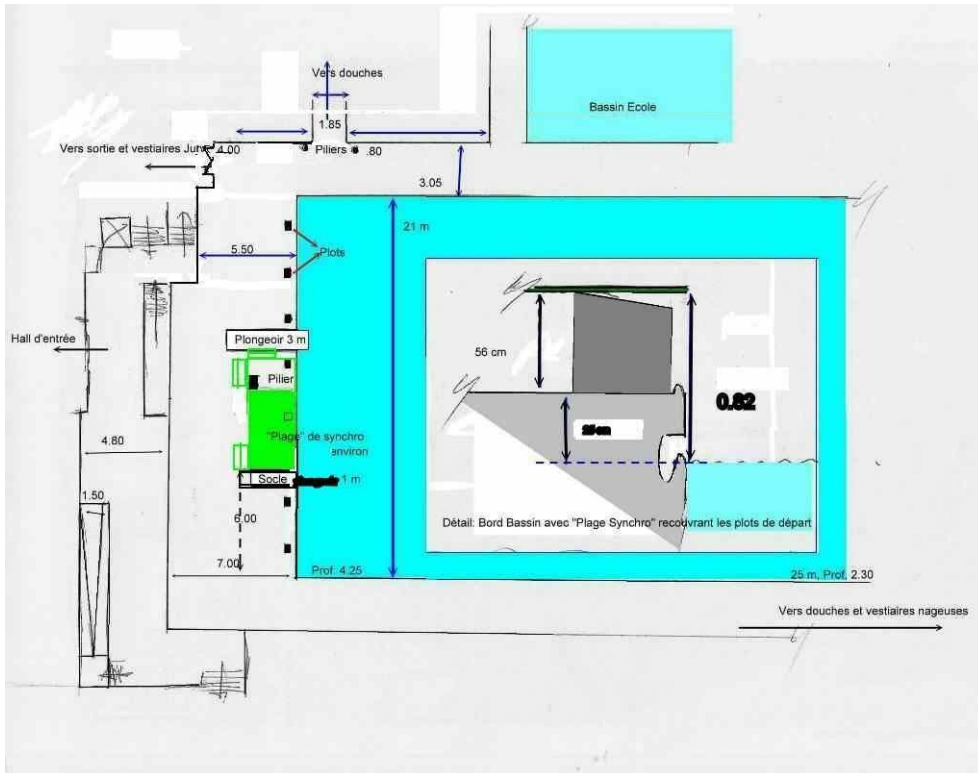 Vers douches
1.85
Bassin Ecole
Vers sortie et vestiaires
4.00
Piliers
.80
3.05
21 m
5.50
Plots
Hall d'entrée
Plongeoir 3 m
Pilier
56 cm
0.82
4.80
"Plage" de synchro
environ
Socle
1 m
1.50
6.00
Détail: Bord Bassin avec "Plage Synchro" recouvrant les plots de départ
7.00
Prof. 4.25
25 m, Prof. 2.30
Vers douches et vestiaires nageuses